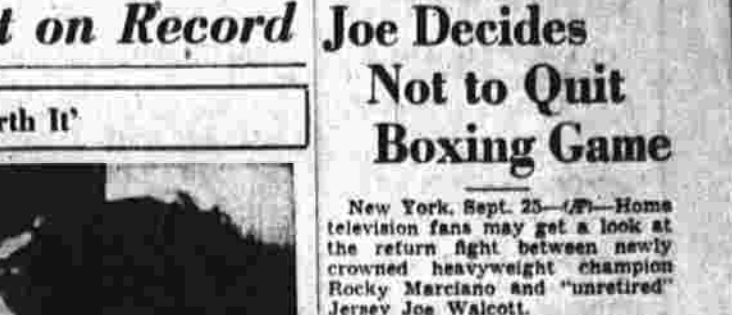 t on Record
rth It'
Joe Decides
Not to Quit
Boxing Game
New York, Sept. 25—(AP)—Home
television fans may get a look at
the return fight between newly
crowned heavyweight champion
Rocky Marciano and "unretired"
Jersey Joe Walcott.